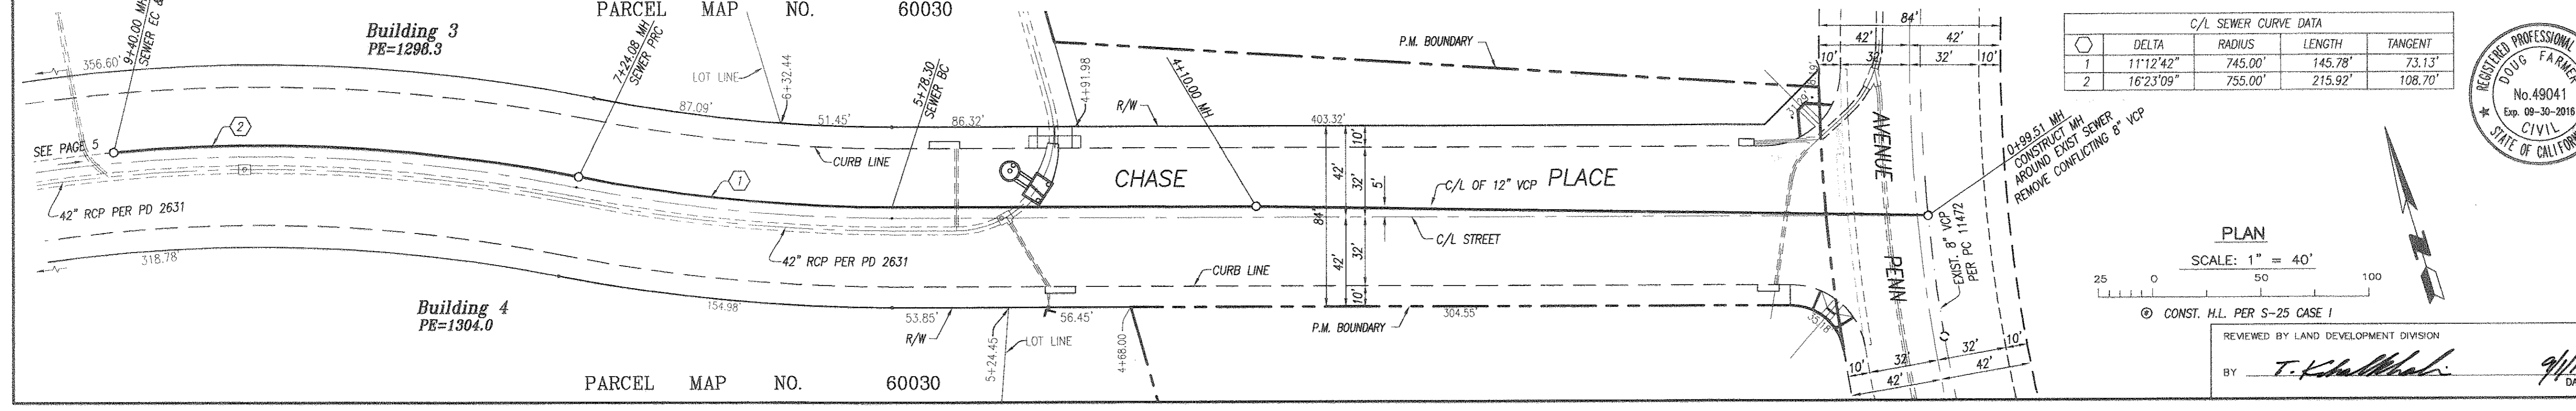 PARCEL MAP NO. 60030
Building 3
PE=1298.3
9+40.00 MH
SEWER EC &
356.60'
SEE PAGE 5
2
42" RCP PER PD 2631
318.78'
7+24.08 MH
SEWER PRC
87.09'
LOT LINE
6+32.44
51.45'
CURB LINE
1
5+78.30
SEWER BC
86.32'
4+91.98
42" RCP PER PD 2631
Building 4
PE=1304.0
154.98'
53.85'
R/W
5+24.45
LOT LINE
56.45'
4+68.00
PARCEL MAP NO. 60030
P.M. BOUNDARY
R/W
4+10.00 MH
CHASE PLACE
403.32'
10'
42'
32'
5'
84'
42'
32'
10'
C/L OF 12" VCP
C/L STREET
CURB LINE
P.M. BOUNDARY
304.55'
35.18'
84'
42'
42'
10'
32'
32'
10'
AVENUE
PENN
EXIST. 8" VCP
PER PC 11472
10'
32'
32'
10'
42'
42'
0+99.51 MH
CONSTRUCT MH
AROUND EXIST SEWER
REMOVE CONFLICTING 8" VCP
C/L SEWER CURVE DATA
DELTA RADIUS LENGTH TANGENT
1 11°12'42" 745.00' 145.78' 73.13'
2 16°23'09" 755.00' 215.92' 108.70'
REGISTERED PROFESSIONAL
DOUG FARMER
No.49041
Exp. 09-30-2016
CIVIL
STATE OF CALIFORN
PLAN
SCALE: 1" = 40'
25 0 50 100
N
CONST. H.L. PER S-25 CASE I
REVIEWED BY LAND DEVELOPMENT DIVISION
BY T. Khalkhali
9/1/
DA